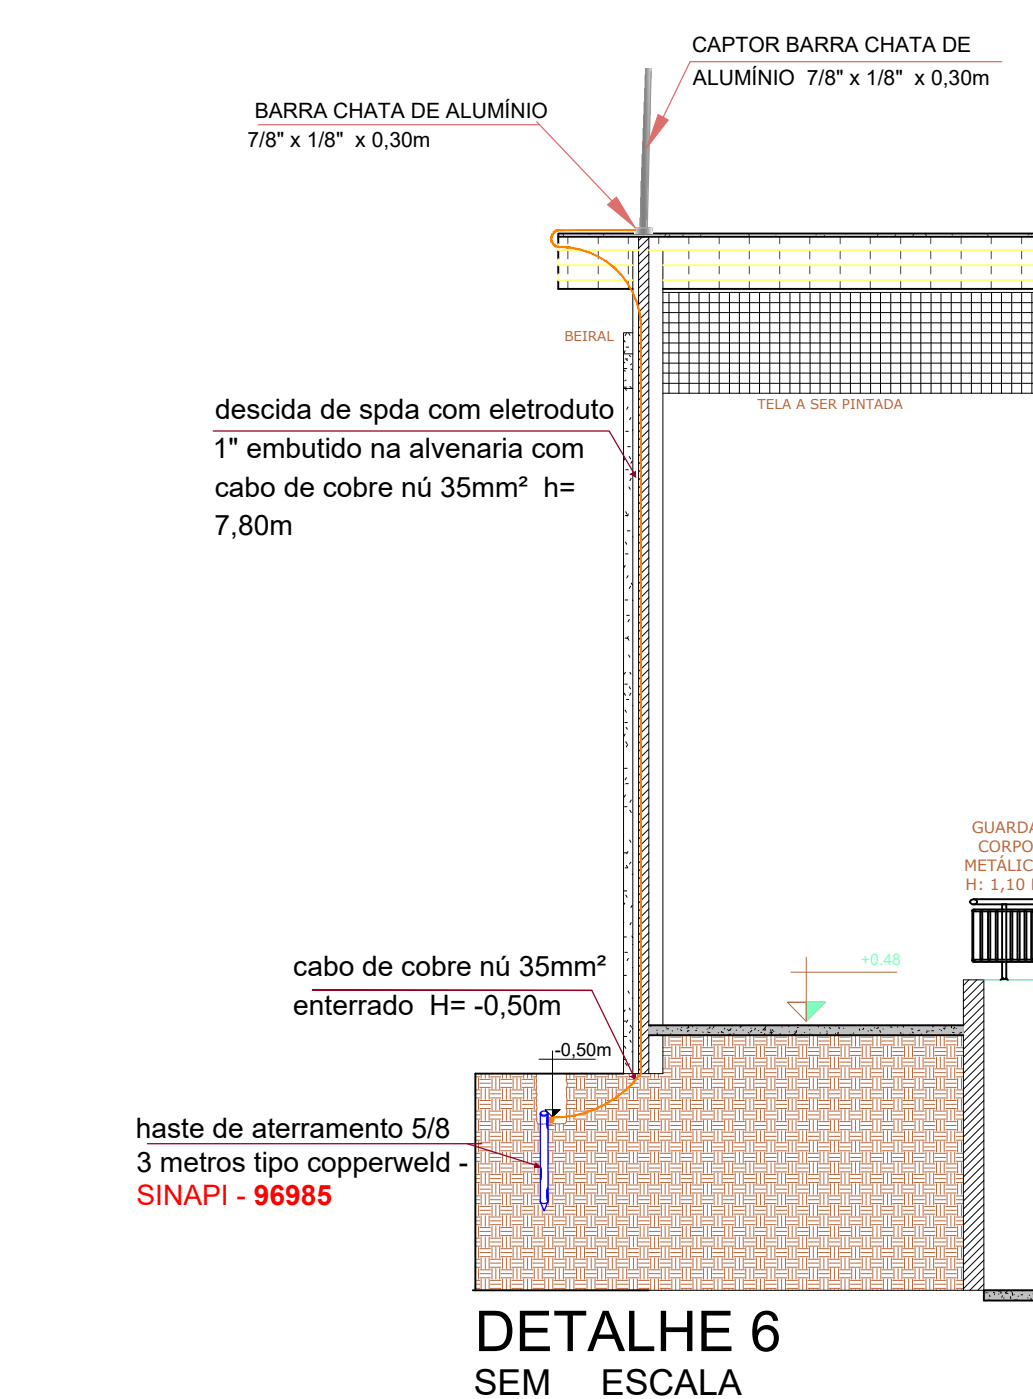 CAPTOR BARRA CHATA DE
ALUMÍNIO 7/8" x 1/8" x 0,30m
BARRA CHATA DE ALUMÍNIO
7/8" x 1/8" x 0,30m
BEIRAL
TELA A SER PINTADA
descida de spda com eletroduto
1" embutido na alvenaria com
cabo de cobre nú 35mm² h=
7,80m
GUARDA
CORPO
METÁLIC
H: 1,10
cabo de cobre nú 35mm²
enterrado H= -0,50m
+0.48
-0,50m
haste de aterramento 5/8
3 metros tipo copperweld -
SINAPI - 96985
DETALHE 6
SEM ESCALA